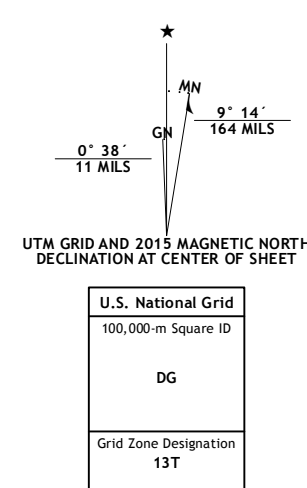 ★
MN
GN
9° 14´
164 MILS
0° 38´
11 MILS
UTM GRID AND 2015 MAGNETIC NORTH
DECLINATION AT CENTER OF SHEET
U.S. National Grid
100,000-m Square ID
DG
Grid Zone Designation
13T